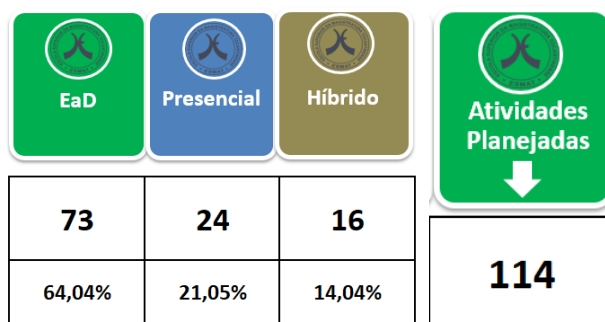 EaD
Presencial
Híbrido
Atividades
Planejadas
73
24
16
114
64,04%
21,05%
14,04%